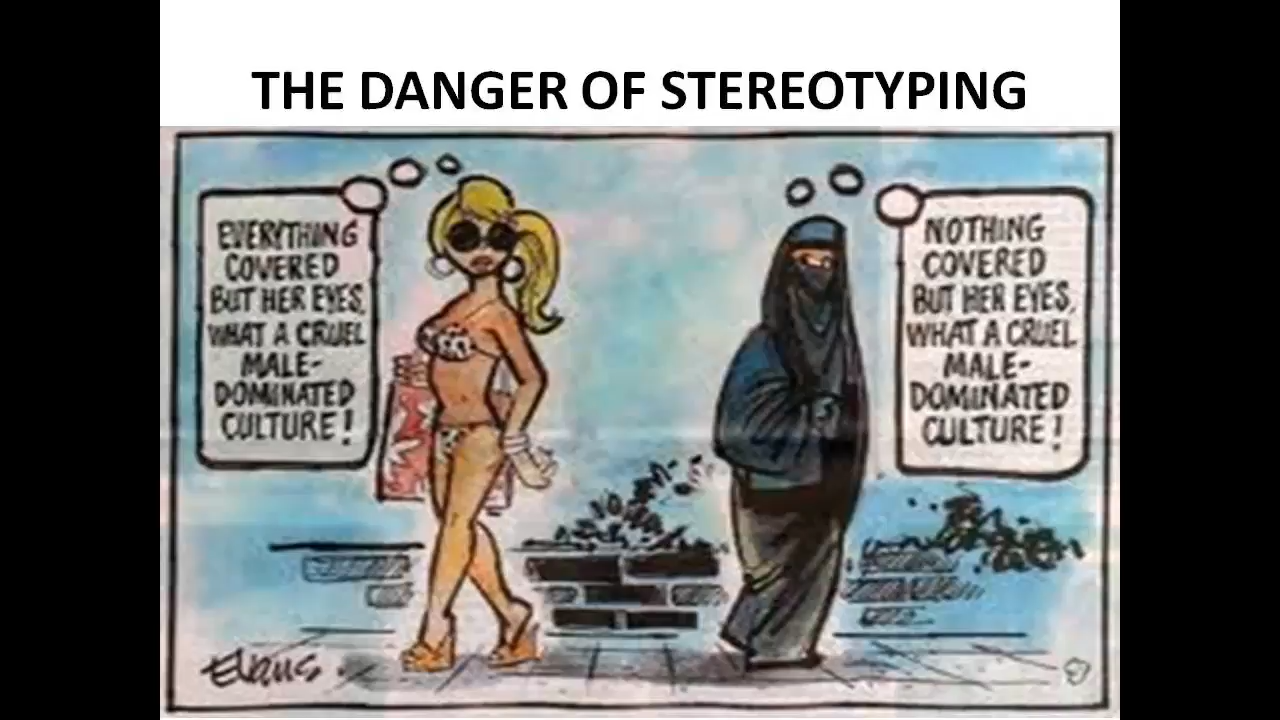 THE DANGER OF STEREOTYPING
EVERYTHING
COVERED
BUT HER EYES,
WHAT A CRUEL
MALE-
DOMINATED
CULTURE!
NOTHING
COVERED
BUT HER EYES,
WHAT A CRUEL
MALE-
DOMINATED
CULTURE!
Evans